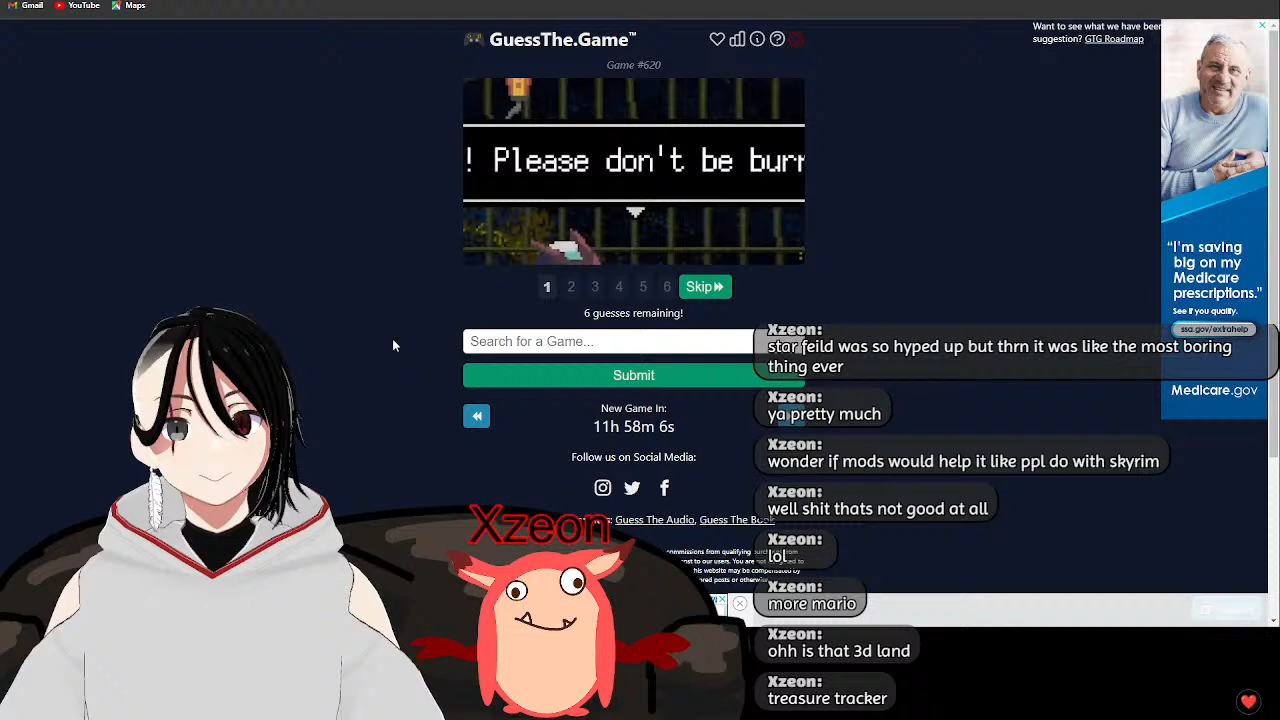 Gmail YouTube Maps
GuessThe.Game™
Want to see what we have been
suggestion? GTG Roadmap
Game #620
! Please don't be burr
1 2 3 4 5 6 Skip
6 guesses remaining!
Search for a Game...
Submit
New Game In:
11h 58m 6s
Follow us on Social Media:
Guess The Audio, Guess The Book
"I'm saving
big on my
Medicare
prescriptions."
See if you qualify.
ssa.gov/extrahelp
Medicare.gov
Xzeon:
star feild was so hyped up but thrn it was like the most boring
thing ever
Xzeon:
ya pretty much
Xzeon:
wonder if mods would help it like ppl do with skyrim
Xzeon:
well shit thats not good at all
Xzeon:
lol
Xzeon:
more mario
Xzeon:
ohh is that 3d land
Xzeon:
treasure tracker
Xzeon